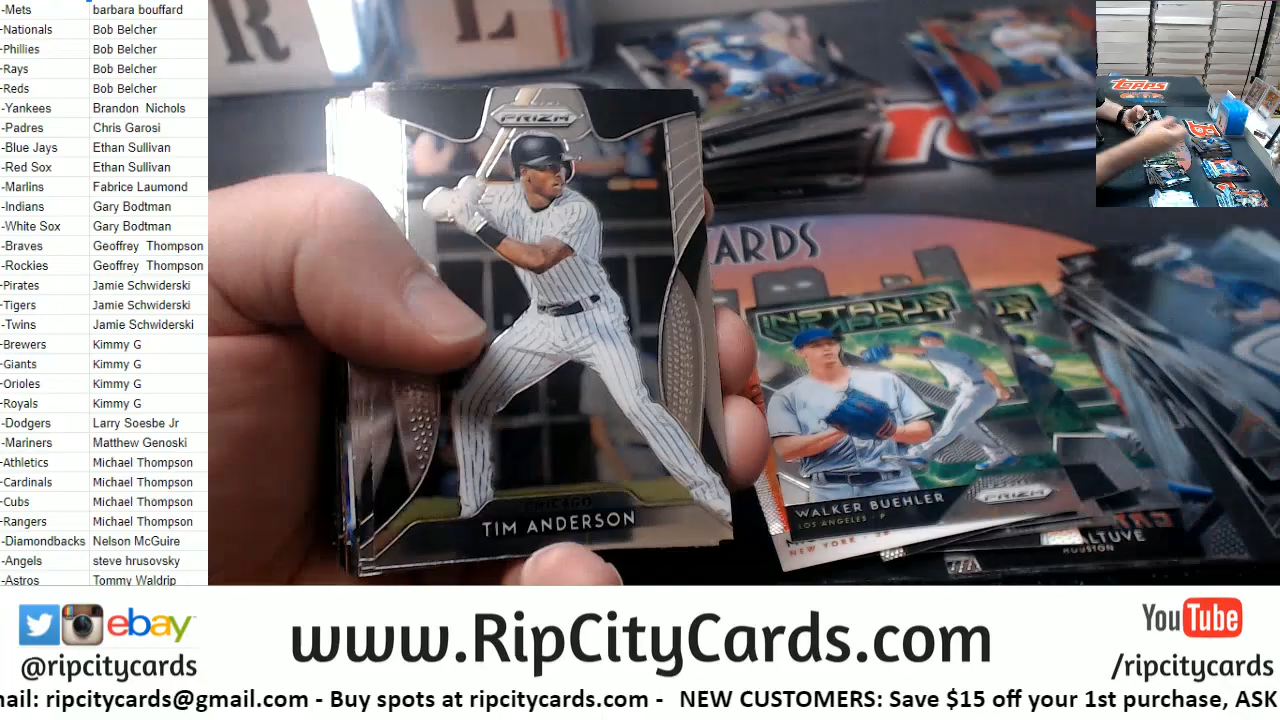 -Mets barbara bouffard
-Nationals Bob Belcher
-Phillies Bob Belcher
-Rays Bob Belcher
-Reds Bob Belcher
-Yankees Brandon Nichols
-Padres Chris Garosi
-Blue Jays Ethan Sullivan
-Red Sox Ethan Sullivan
-Marlins Fabrice Laumond
-Indians Gary Bodtman
-White Sox Gary Bodtman
-Braves Geoffrey Thompson
-Rockies Geoffrey Thompson
-Pirates Jamie Schwiderski
-Tigers Jamie Schwiderski
-Twins Jamie Schwiderski
-Brewers Kimmy G
-Giants Kimmy G
-Orioles Kimmy G
-Royals Kimmy G
-Dodgers Larry Soesbe Jr
-Mariners Matthew Genoski
-Athletics Michael Thompson
-Cardinals Michael Thompson
-Cubs Michael Thompson
-Rangers Michael Thompson
-Diamondbacks Nelson McGuire
-Angels steve hrusovsky
-Astros Tommy Waldrip
R L
PRIZM
CHICAGO
TIM ANDERSON
CARDS
INSTANT IMPACT
WALKER BUEHLER
LOS ANGELES - P
PRIZM
NEW YORK
ALTUVE
HOUSTON
TOPPS
ebay
@ripcitycards
www.RipCityCards.com
YouTube
/ripcitycards
nail: ripcitycards@gmail.com - Buy spots at ripcitycards.com - NEW CUSTOMERS: Save $15 off your 1st purchase, ASK